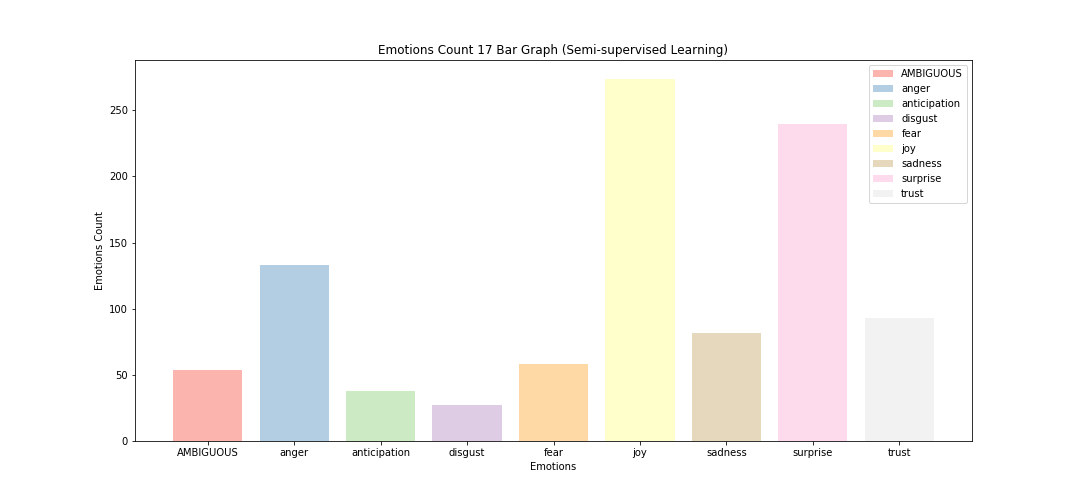 Emotions Count 17 Bar Graph (Semi-supervised Learning)
AMBIGUOUS
anger
anticipation
disgust
fear
joy
sadness
surprise
trust
Emotions Count
250
200
150
100
50
0
AMBIGUOUS anger anticipation disgust fear joy sadness surprise trust
Emotions